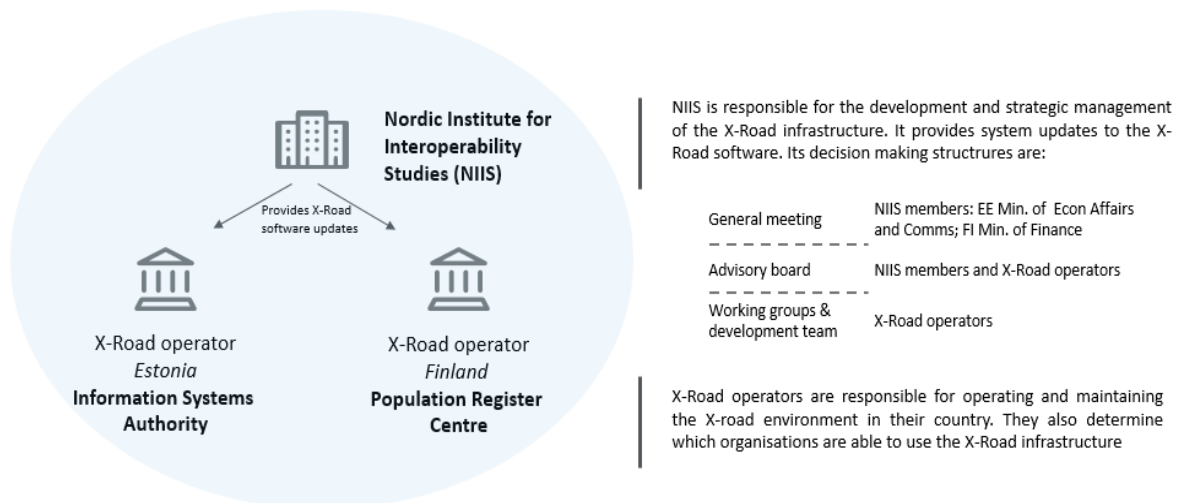 Nordic Institute for
Interoperability
Studies (NIIS)
Provides X-Road
software updates
X-Road operator
Estonia
Information Systems
Authority
X-Road operator
Finland
Population Register
Centre
NIIS is responsible for the development and strategic management
of the X-Road infrastructure. It provides system updates to the X-
Road software. Its decision making structrures are:
General meeting
NIIS members: EE Min. of Econ Affairs
and Comms; FI Min. of Finance
Advisory board
NIIS members and X-Road operators
Working groups &
development team
X-Road operators
X-Road operators are responsible for operating and maintaining
the X-road environment in their country. They also determine
which organisations are able to use the X-Road infrastructure